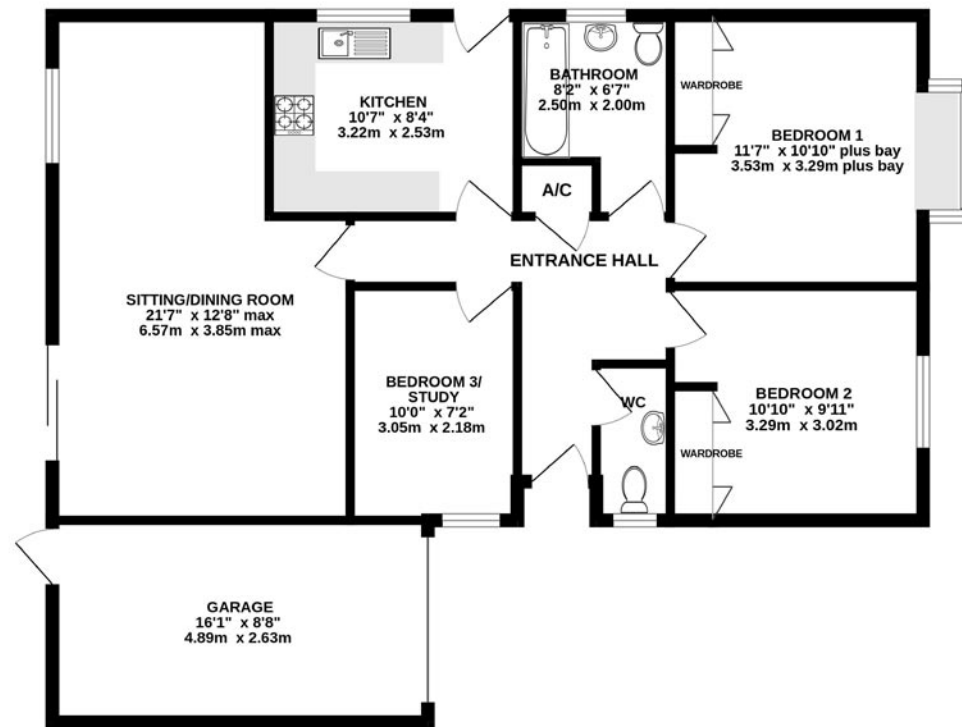 KITCHEN
10'7" x 8'4"
3.22m x 2.53m
BATHROOM
8'2" x 6'7"
2.50m x 2.00m
WARDROBE
BEDROOM 1
11'7" x 10'10" plus bay
3.53m x 3.29m plus bay
A/C
ENTRANCE HALL
SITTING/DINING ROOM
21'7" x 12'8" max
6.57m x 3.85m max
BEDROOM 3/
STUDY
10'0" x 7'2"
3.05m x 2.18m
WC
BEDROOM 2
10'10" x 9'11"
3.29m x 3.02m
WARDROBE
GARAGE
16'1" x 8'8"
4.89m x 2.63m